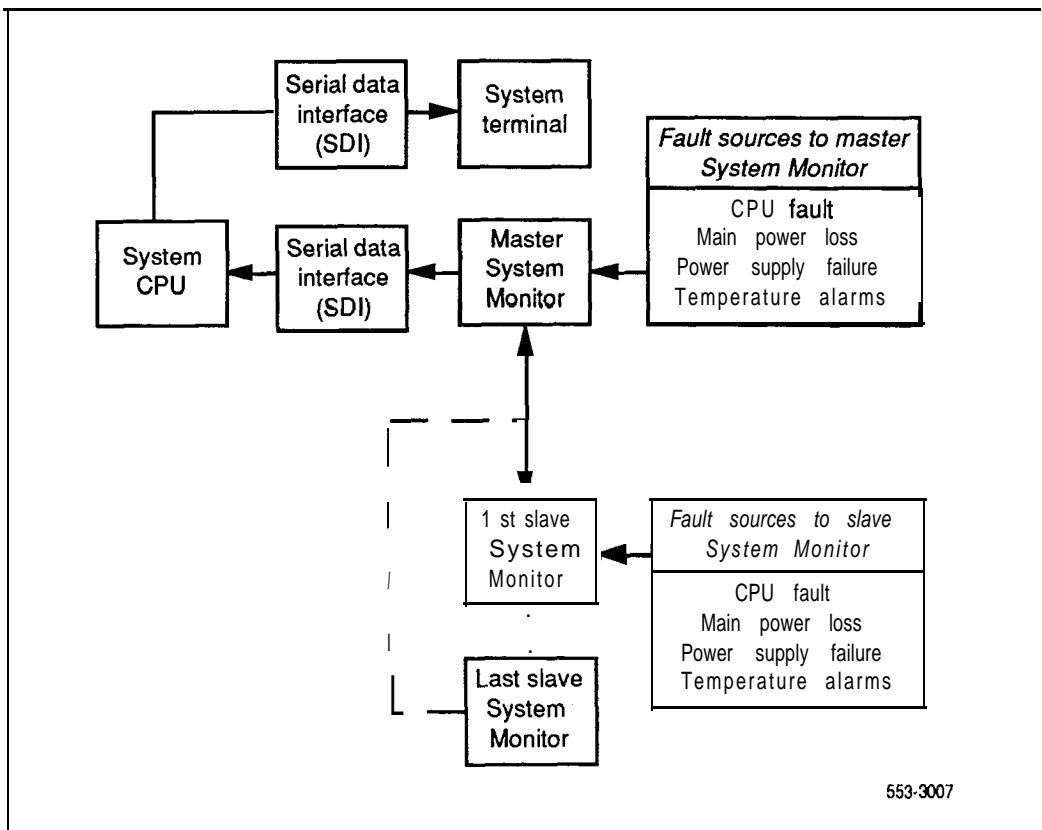 Serial data
interface
(SDI)
System
terminal
Fault sources to master
System Monitor
CPU fault
Main power loss
Power supply failure
Temperature alarms
System
CPU
Serial data
interface
(SDI)
Master
System
Monitor
1 st slave
System
Monitor
Fault sources to slave
System Monitor
CPU fault
Main power loss
Power supply failure
Temperature alarms
Last slave
System
Monitor
553-3007